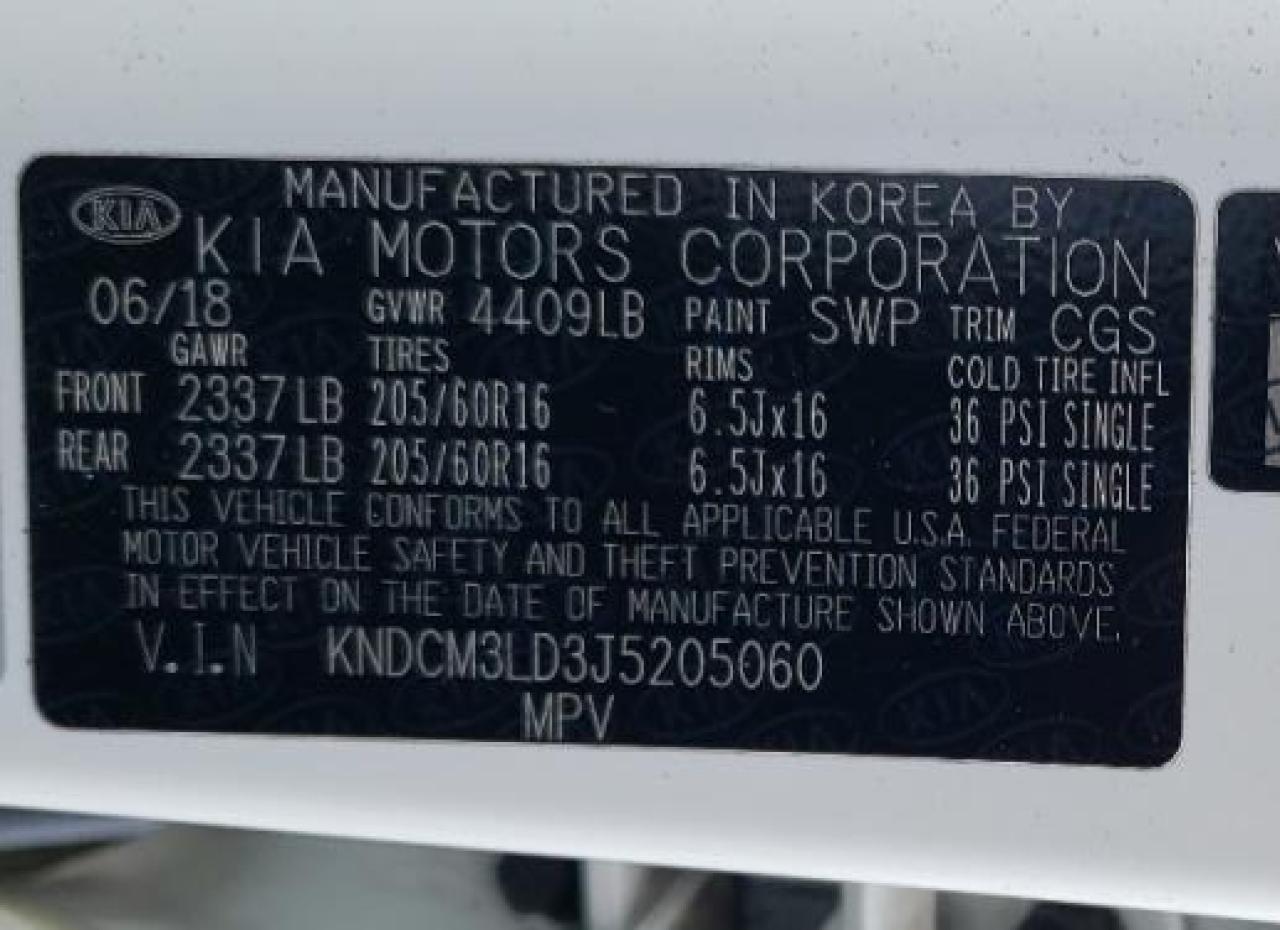 KIA
MANUFACTURED IN KOREA BY
KIA MOTORS CORPORATION
06/18 GVWR 4409LB PAINT SWP TRIM CGS
GAWR TIRES RIMS COLD TIRE INFL
FRONT 2337LB 205/60R16 6.5Jx16 36 PSI SINGLE
REAR 2337LB 205/60R16 6.5Jx16 36 PSI SINGLE
THIS VEHICLE CONFORMS TO ALL APPLICABLE U.S.A. FEDERAL
MOTOR VEHICLE SAFETY AND THEFT PREVENTION STANDARDS
IN EFFECT ON THE DATE OF MANUFACTURE SHOWN ABOVE.
V.I.N KNDCM3LD3J5205060
MPV